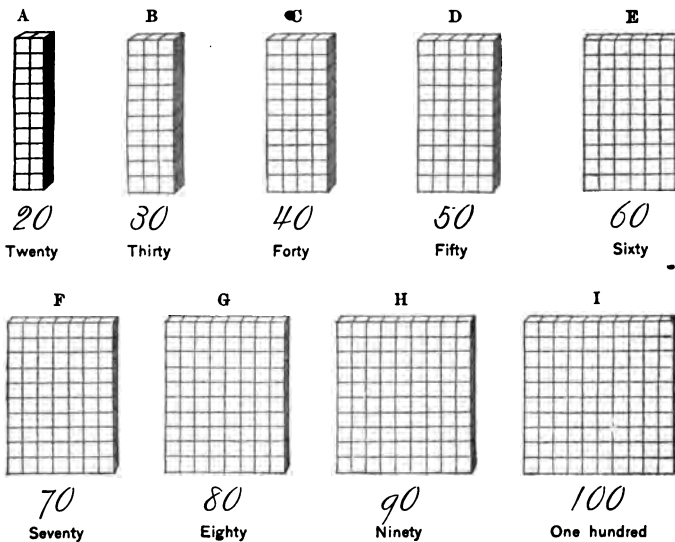 A B C D E
20 30 40 50 60
Twenty Thirty Forty Fifty Sixty
F G H I
70 80 90 100
Seventy Eighty Ninety One hundred